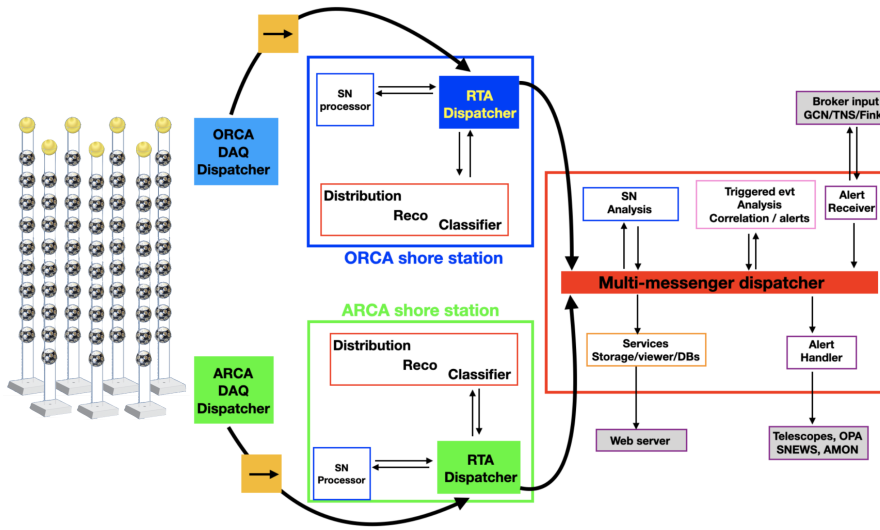 ORCA
DAQ
Dispatcher
SN
processor
RTA
Dispatcher
Distribution
Reco
Classifier
ORCA shore station
ARCA shore station
Distribution
Reco
Classifier
ARCA
DAQ
Dispatcher
SN
Processor
RTA
Dispatcher
Broker input
GCN/TNS/Fink
SN
Analysis
Triggered evt
Analysis
Correlation / alerts
Alert
Receiver
Multi-messenger dispatcher
Services
Storage/viewer/DBs
Alert
Handler
Web server
Telescopes, OPA
SNEWS, AMON